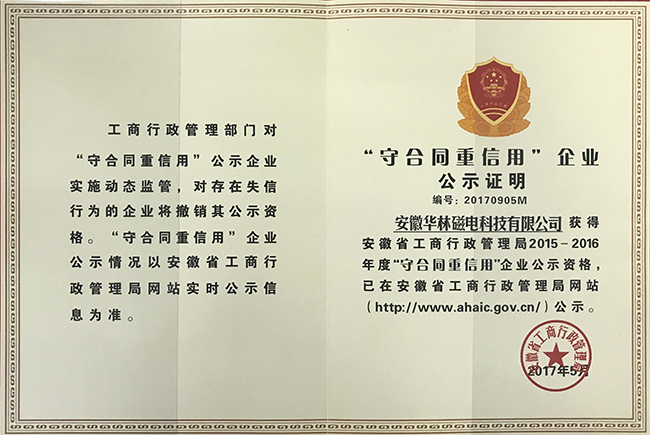 工商行政管理部门对
“守合同重信用”公示企业
实施动态监管，对存在失信
行为的企业将撤销其公示资
格。“守合同重信用”企业
公示情况以安徽省工商行
政管理局网站实时公示信
息为准。
“守合同重信用”企业
公示证明
编号：20170905M
安徽华林磁电科技有限公司 获得
安徽省工商行政管理局2015-2016
年度“守合同重信用”企业公示资格，
已在安徽省工商行政管理局网站
（http://www.ahaic.gov.cn/）公示。
安徽省工商行政管理局
2017年5月